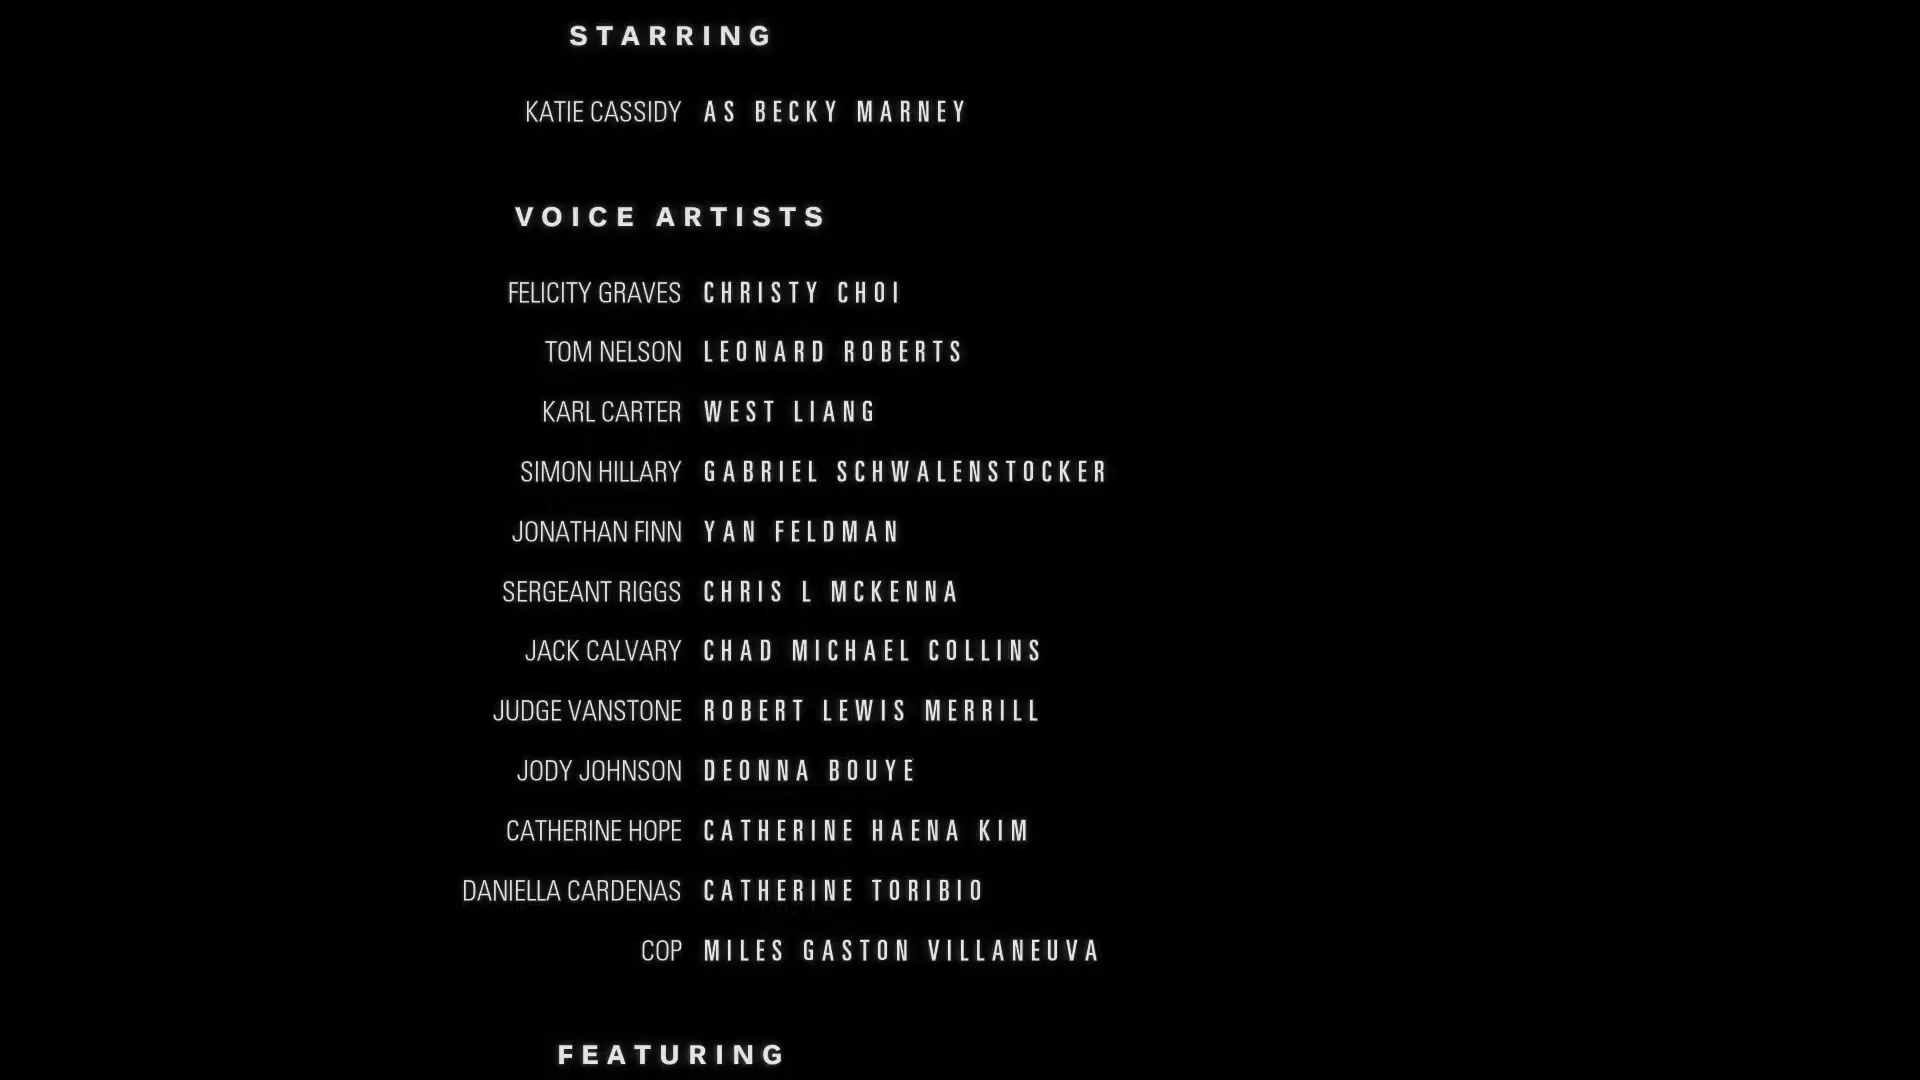 STARRING
KATIE CASSIDY AS BECKY MARNEY
VOICE ARTISTS
FELICITY GRAVES CHRISTY CHOI
TOM NELSON LEONARD ROBERTS
KARL CARTER WEST LIANG
SIMON HILLARY GABRIEL SCHWALENSTOCKER
JONATHAN FINN YAN FELDMAN
SERGEANT RIGGS CHRIS L MCKENNA
JACK CALVARY CHAD MICHAEL COLLINS
JUDGE VANSTONE ROBERT LEWIS MERRILL
JODY JOHNSON DEONNA BOUYE
CATHERINE HOPE CATHERINE HAENA KIM
DANIELLA CARDENAS CATHERINE TORIBIO
COP MILES GASTON VILLANEUVA
FEATURING